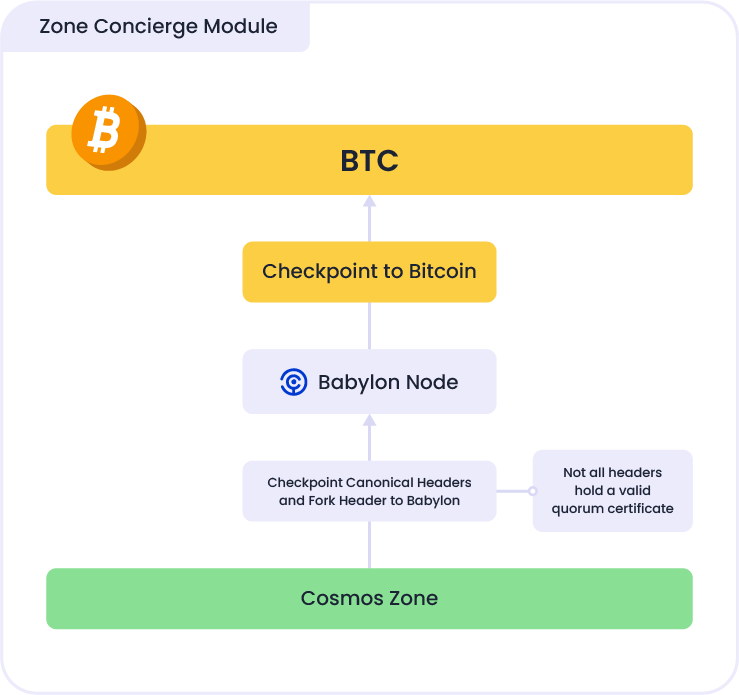 Zone Concierge Module
BTC
Checkpoint to Bitcoin
Babylon Node
Checkpoint Canonical Headers
and Fork Header to Babylon
Not all headers
hold a valid
quorum certificate
Cosmos Zone